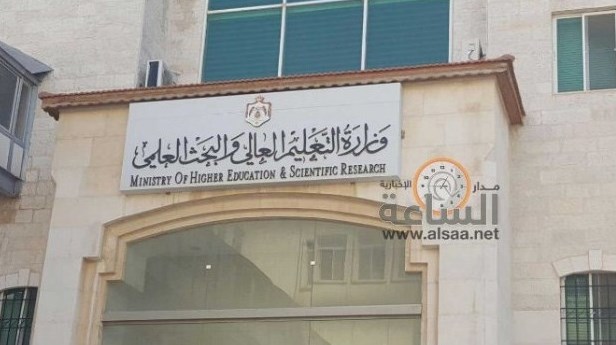 وزارة التعليم العالي والبحث العلمي
MINISTRY OF HIGHER EDUCATION & SCIENTIFIC RESEARCH
مدار
الإخبارية
الساعة
www.alsaa.net